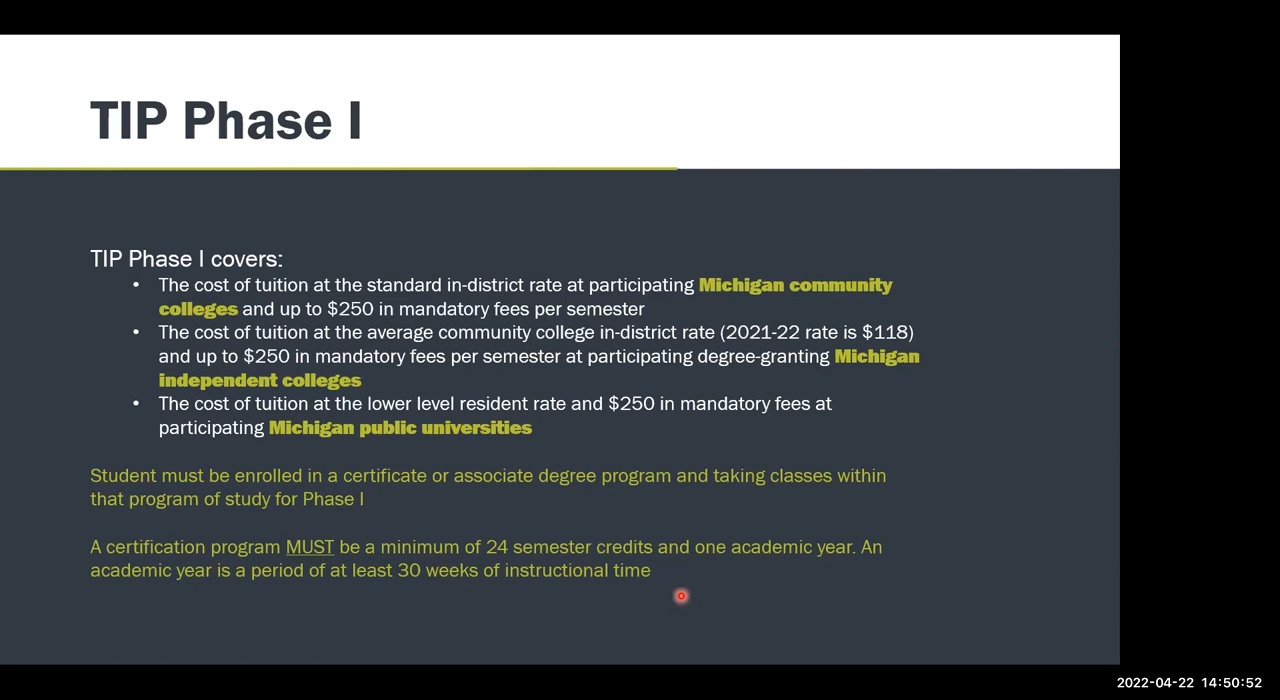 TIP Phase I
TIP Phase I covers:
• The cost of tuition at the standard in-district rate at participating Michigan community
colleges and up to $250 in mandatory fees per semester
• The cost of tuition at the average community college in-district rate (2021-22 rate is $118)
and up to $250 in mandatory fees per semester at participating degree-granting Michigan
independent colleges
• The cost of tuition at the lower level resident rate and $250 in mandatory fees at
participating Michigan public universities
Student must be enrolled in a certificate or associate degree program and taking classes within
that program of study for Phase I
A certification program MUST be a minimum of 24 semester credits and one academic year. An
academic year is a period of at least 30 weeks of instructional time
2022-04-22 14:50:52